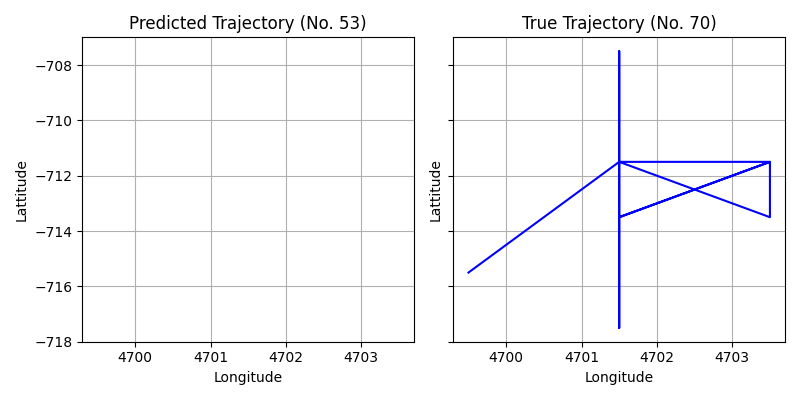 Predicted Trajectory (No. 53)
True Trajectory (No. 70)
Lattitude
−708
−710
−712
−714
−716
−718
4700 4701 4702 4703
Longitude
Lattitude
4700 4701 4702 4703
Longitude